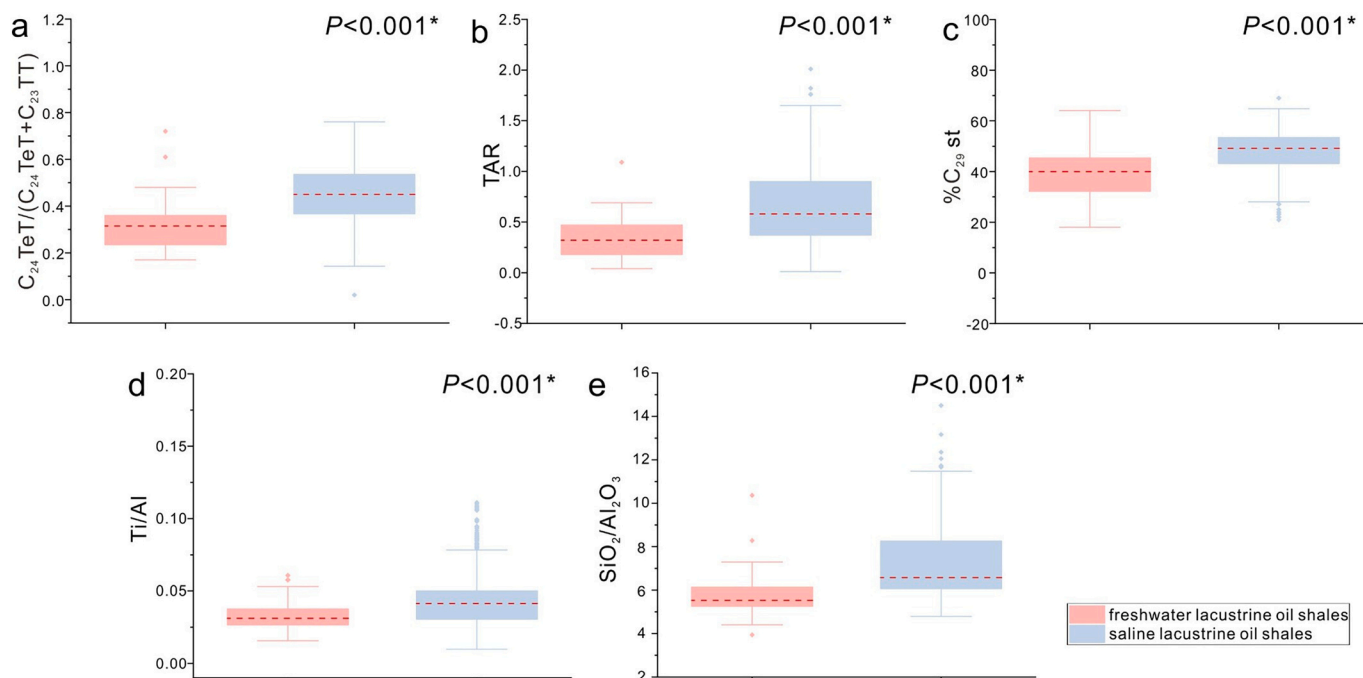 a
P<0.001*
C₂₄TeT/(C₂₄TeT+C₂₃TT)
1.2
1.0
0.8
0.6
0.4
0.2
0.0
b
P<0.001*
TAR
2.5
2.0
1.5
1.0
0.5
0.0
-0.5
c
P<0.001*
%C₂₉ st
100
80
60
40
20
0
-20
d
P<0.001*
Ti/Al
0.20
0.15
0.10
0.05
0.00
e
P<0.001*
SiO₂/Al₂O₃
16
14
12
10
8
6
4
2
freshwater lacustrine oil shales
saline lacustrine oil shales